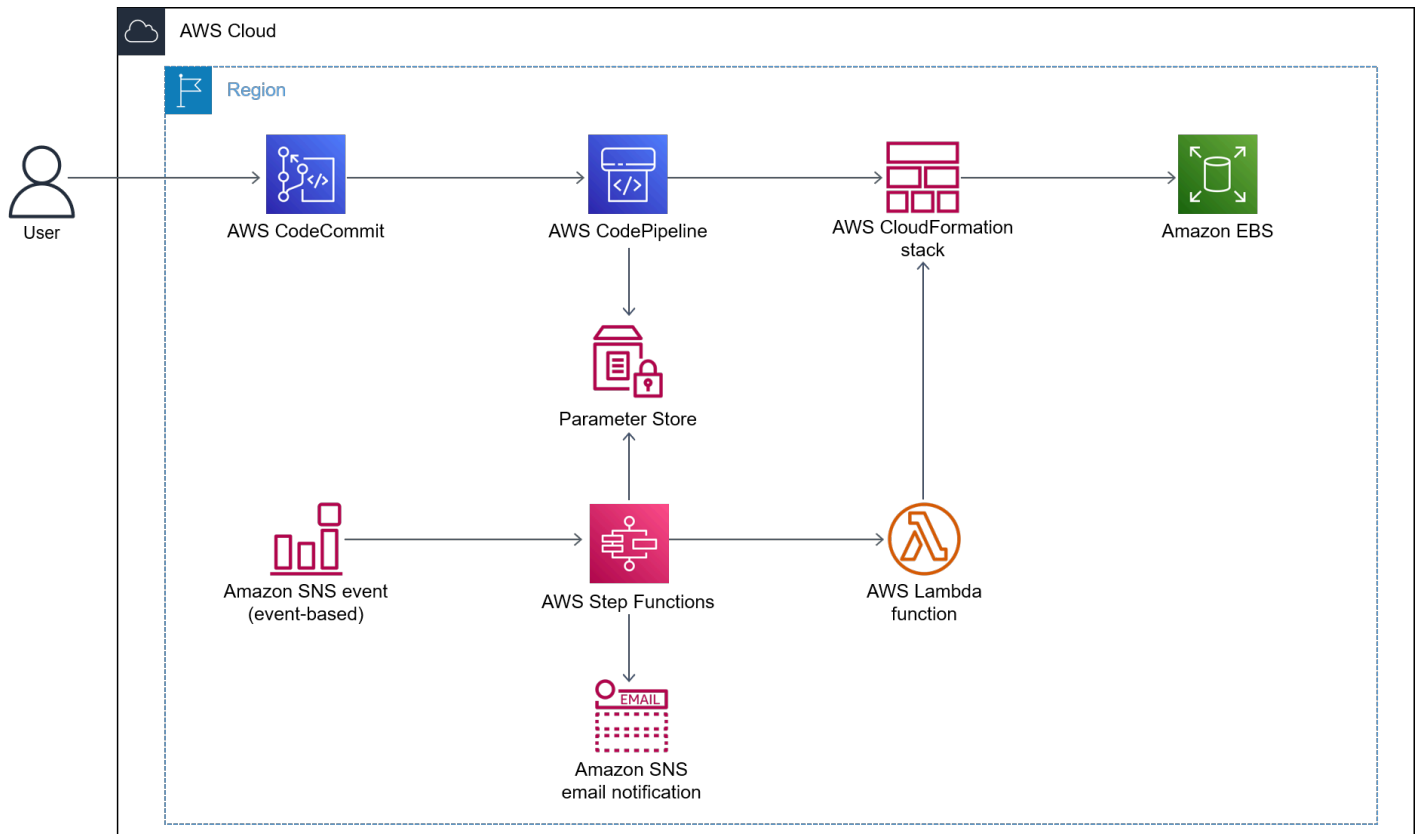 AWS Cloud
Region
User
AWS CodeCommit
AWS CodePipeline
AWS CloudFormation
stack
Amazon EBS
Parameter Store
Amazon SNS event
(event-based)
AWS Step Functions
AWS Lambda
function
EMAIL
Amazon SNS
email notification